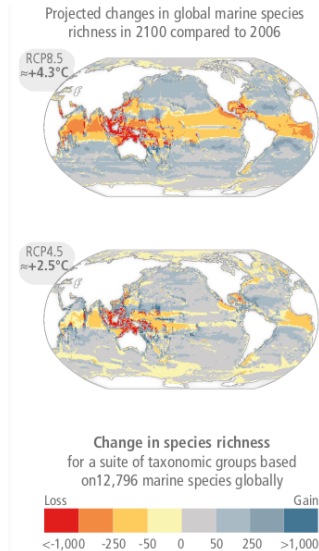 Projected changes in global marine species
richness in 2100 compared to 2006
RCP8.5
≈+4.3°C
RCP4.5
≈+2.5°C
Change in species richness
for a suite of taxonomic groups based
on12,796 marine species globally
Loss Gain
<-1,000 -250 -50 0 50 250 >1,000